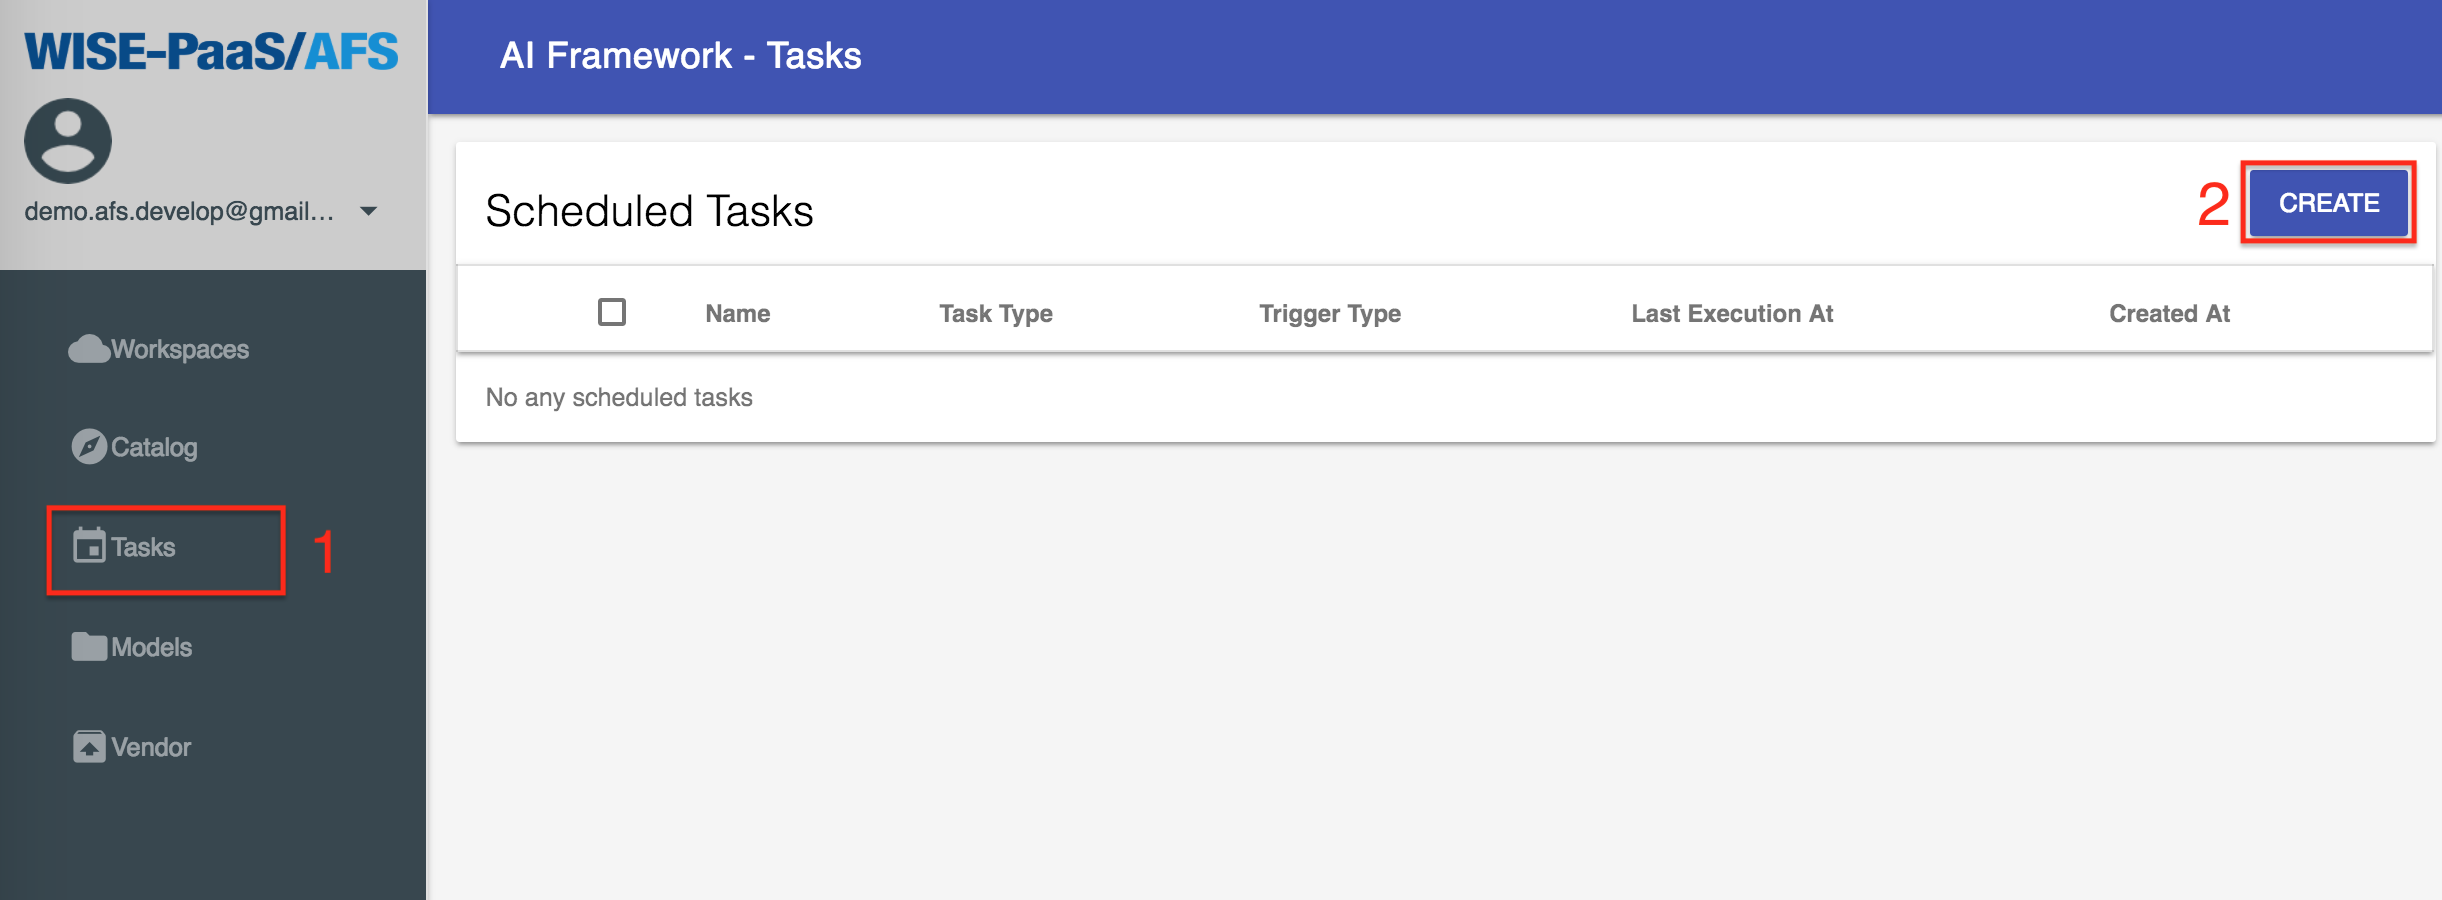 WISE-PaaS/AFS
demo.afs.develop@gmail...
Workspaces
Catalog
Tasks
1
Models
Vendor
AI Framework - Tasks
Scheduled Tasks
2
CREATE
Name Task Type Trigger Type Last Execution At Created At
No any scheduled tasks